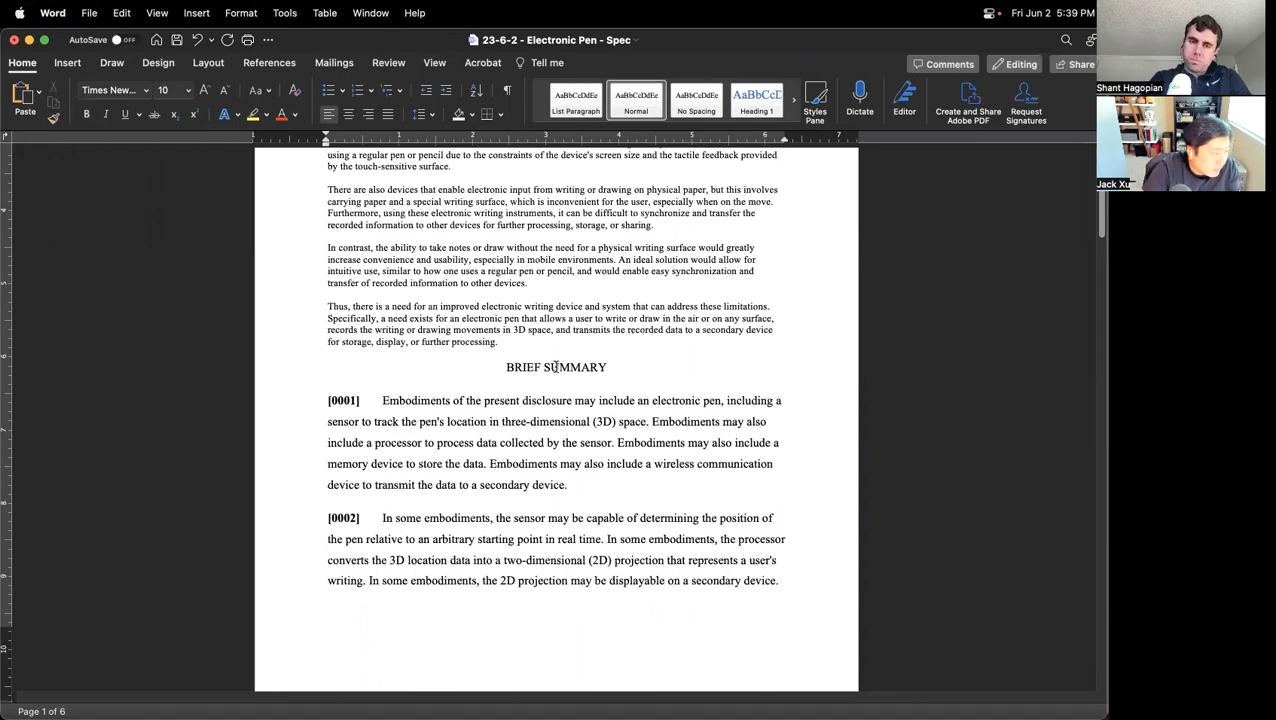 Word File Edit View Insert Format Tools Table Window Help Fri Jun 2 5:39 PM
AutoSave OFF 23-6-2 - Electronic Pen - Spec
Home Insert Draw Design Layout References Mailings Review View Acrobat Tell me Comments Editing Share
Paste Times New... 10 AaBbCcDdEe AaBbCcDdEe AaBbCcDdEe AaBbCcD
List Paragraph Normal No Spacing Heading 1 Styles Pane Dictate Editor Create and Share Adobe PDF Request Signatures
Shant Hagopian
Jack Xu
1 1 2 3 4 5 6 7
using a regular pen or pencil due to the constraints of the device's screen size and the tactile feedback provided
by the touch-sensitive surface.
There are also devices that enable electronic input from writing or drawing on physical paper, but this involves
carrying paper and a special writing surface, which is inconvenient for the user, especially when on the move.
Furthermore, using these electronic writing instruments, it can be difficult to synchronize and transfer the
recorded information to other devices for further processing, storage, or sharing.
In contrast, the ability to take notes or draw without the need for a physical writing surface would greatly
increase convenience and usability, especially in mobile environments. An ideal solution would allow for
intuitive use, similar to how one uses a regular pen or pencil, and would enable easy synchronization and
transfer of recorded information to other devices.
Thus, there is a need for an improved electronic writing device and system that can address these limitations.
Specifically, a need exists for an electronic pen that allows a user to write or draw in the air or on any surface,
records the writing or drawing movements in 3D space, and transmits the recorded data to a secondary device
for storage, display, or further processing.
BRIEF SUMMARY
[0001] Embodiments of the present disclosure may include an electronic pen, including a
sensor to track the pen's location in three-dimensional (3D) space. Embodiments may also
include a processor to process data collected by the sensor. Embodiments may also include a
memory device to store the data. Embodiments may also include a wireless communication
device to transmit the data to a secondary device.
[0002] In some embodiments, the sensor may be capable of determining the position of
the pen relative to an arbitrary starting point in real time. In some embodiments, the processor
converts the 3D location data into a two-dimensional (2D) projection that represents a user's
writing. In some embodiments, the 2D projection may be displayable on a secondary device.
Page 1 of 6